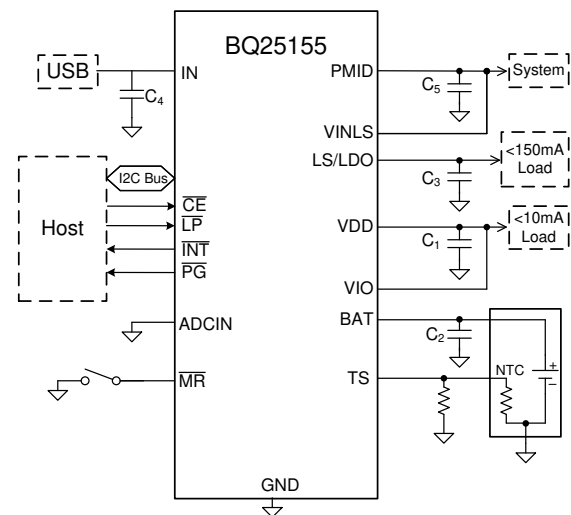 BQ25155
USB
IN
C4
PMID
System
C5
VINLS
LS/LDO
<150mA
Load
C3
I2C Bus
Host
CE
LP
INT
PG
VDD
<10mA
Load
C1
VIO
ADCIN
BAT
C2
MR
TS
NTC
+
−
GND